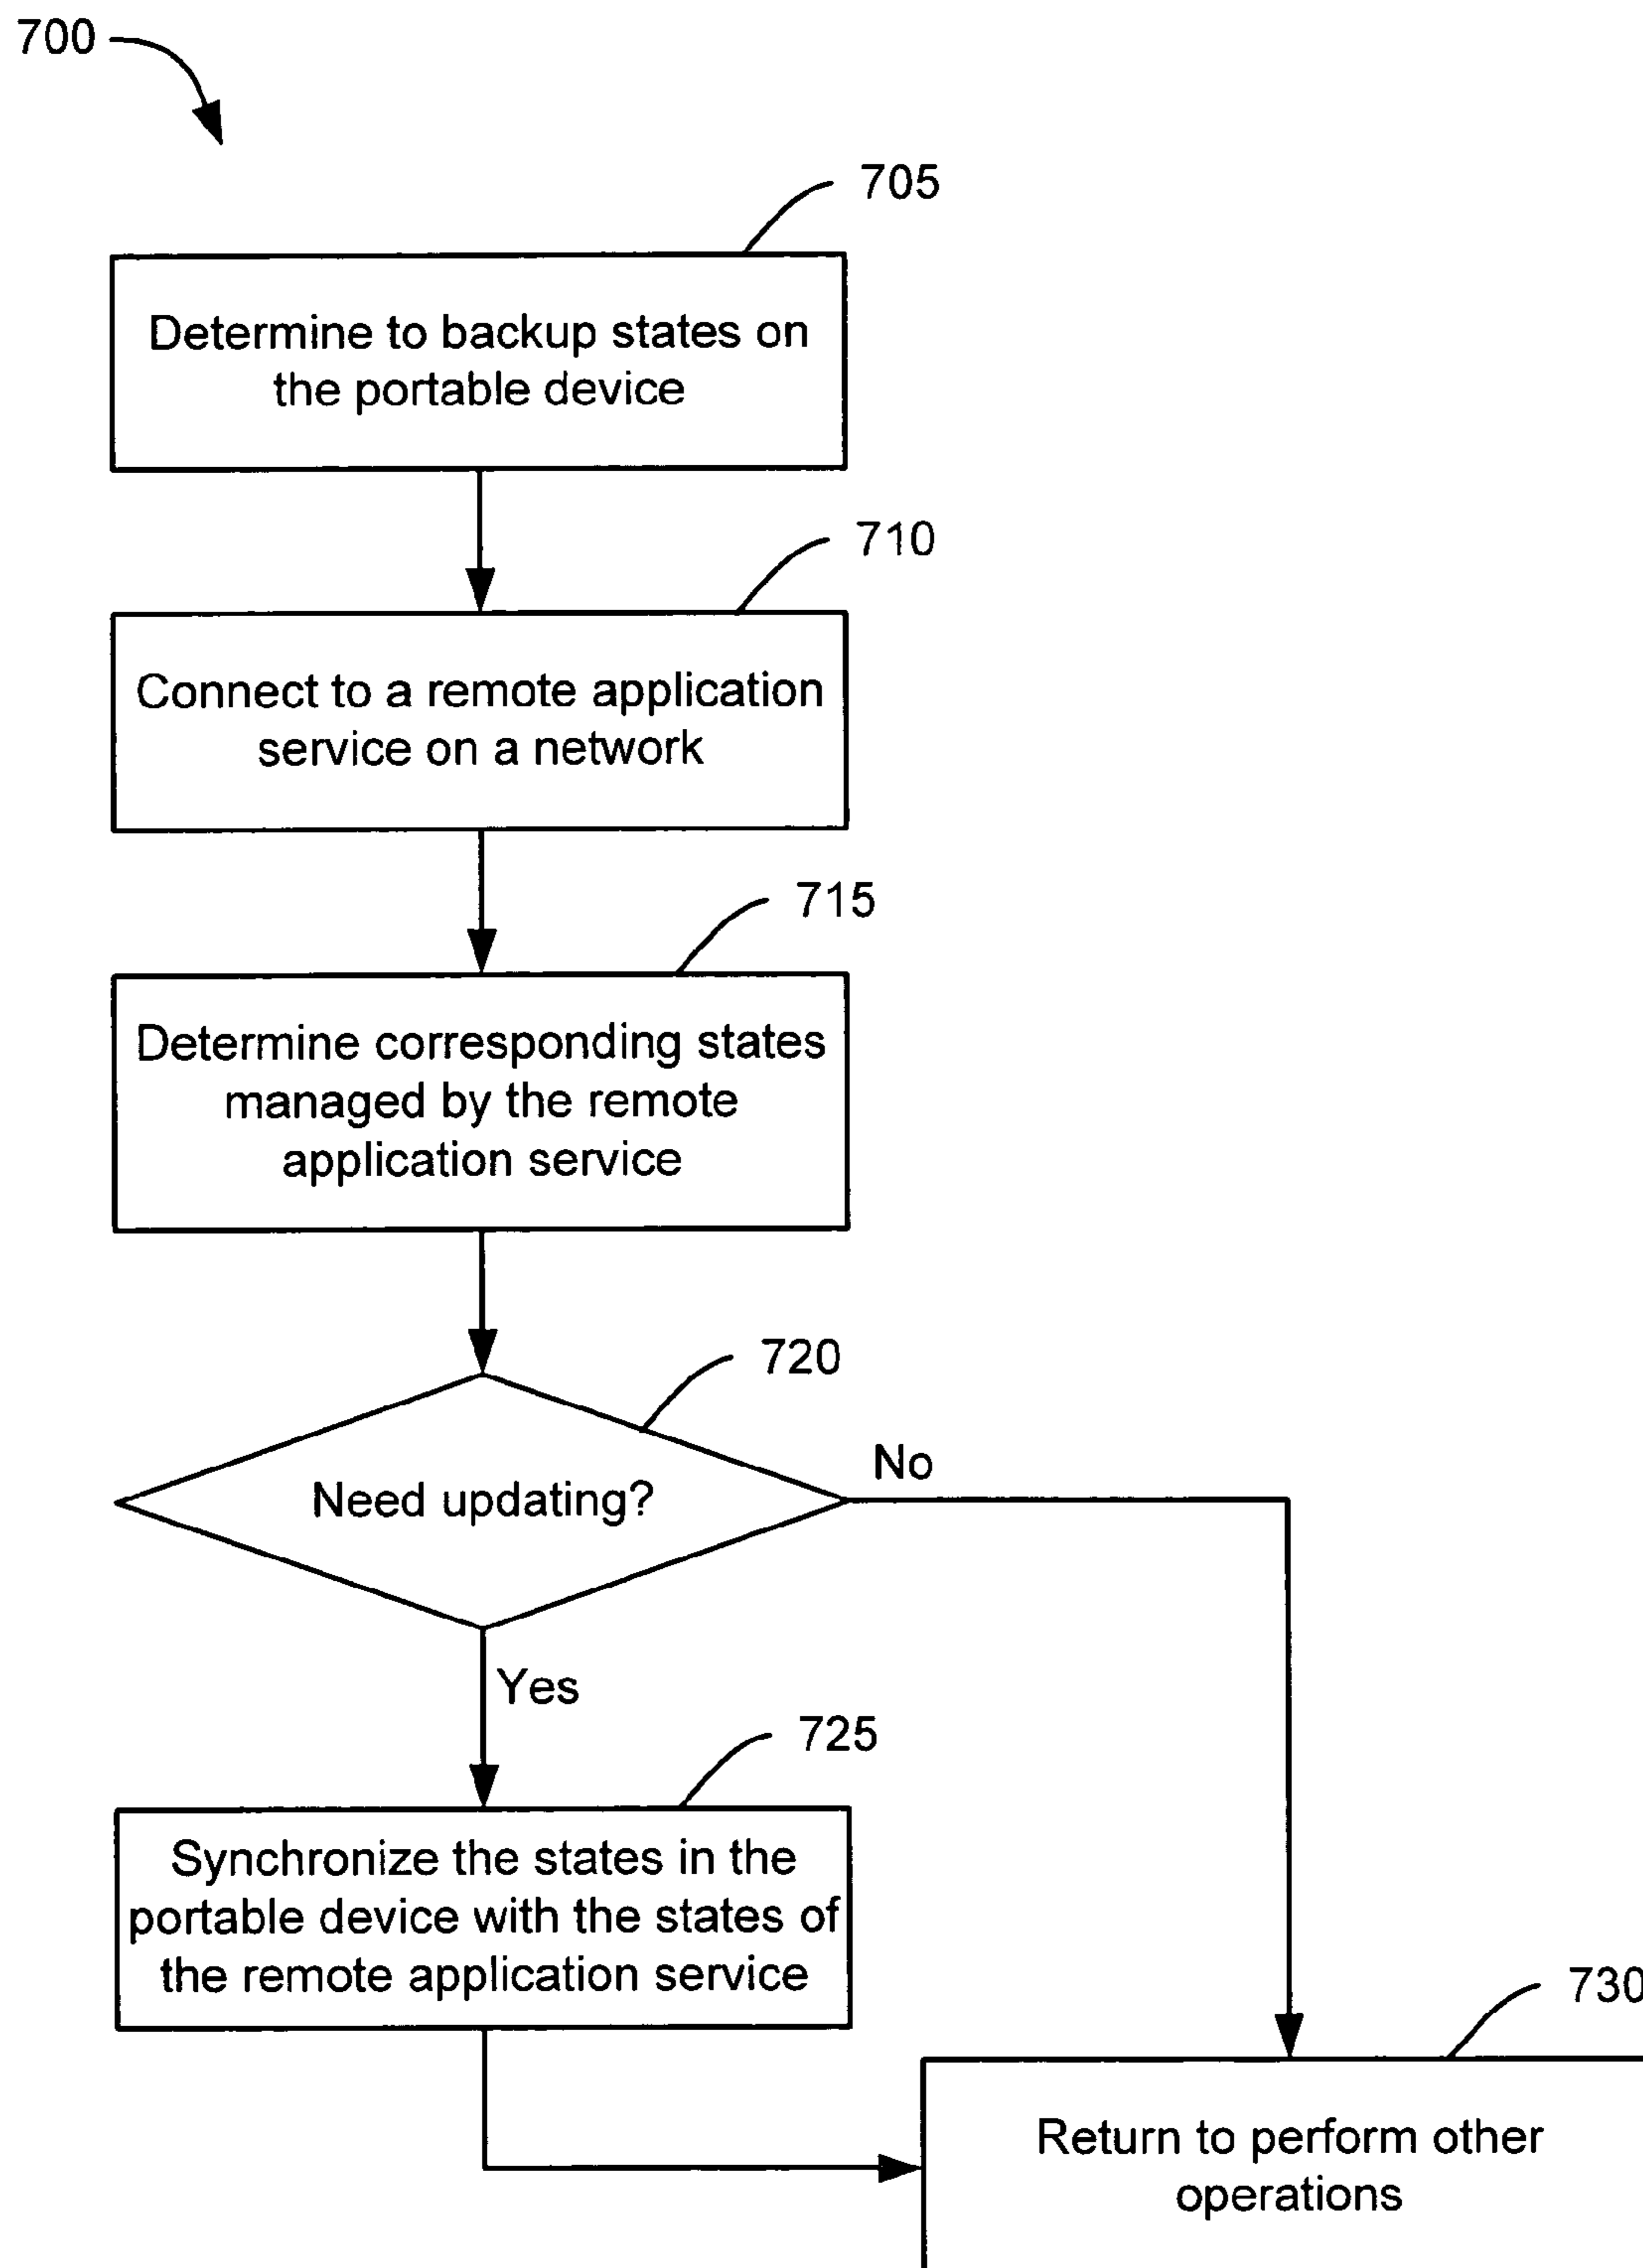 700
705
Determine to backup states on
the portable device
710
Connect to a remote application
service on a network
715
Determine corresponding states
managed by the remote
application service
720
Need updating?
No
Yes
725
Synchronize the states in the
portable device with the states of
the remote application service
730
Return to perform other
operations